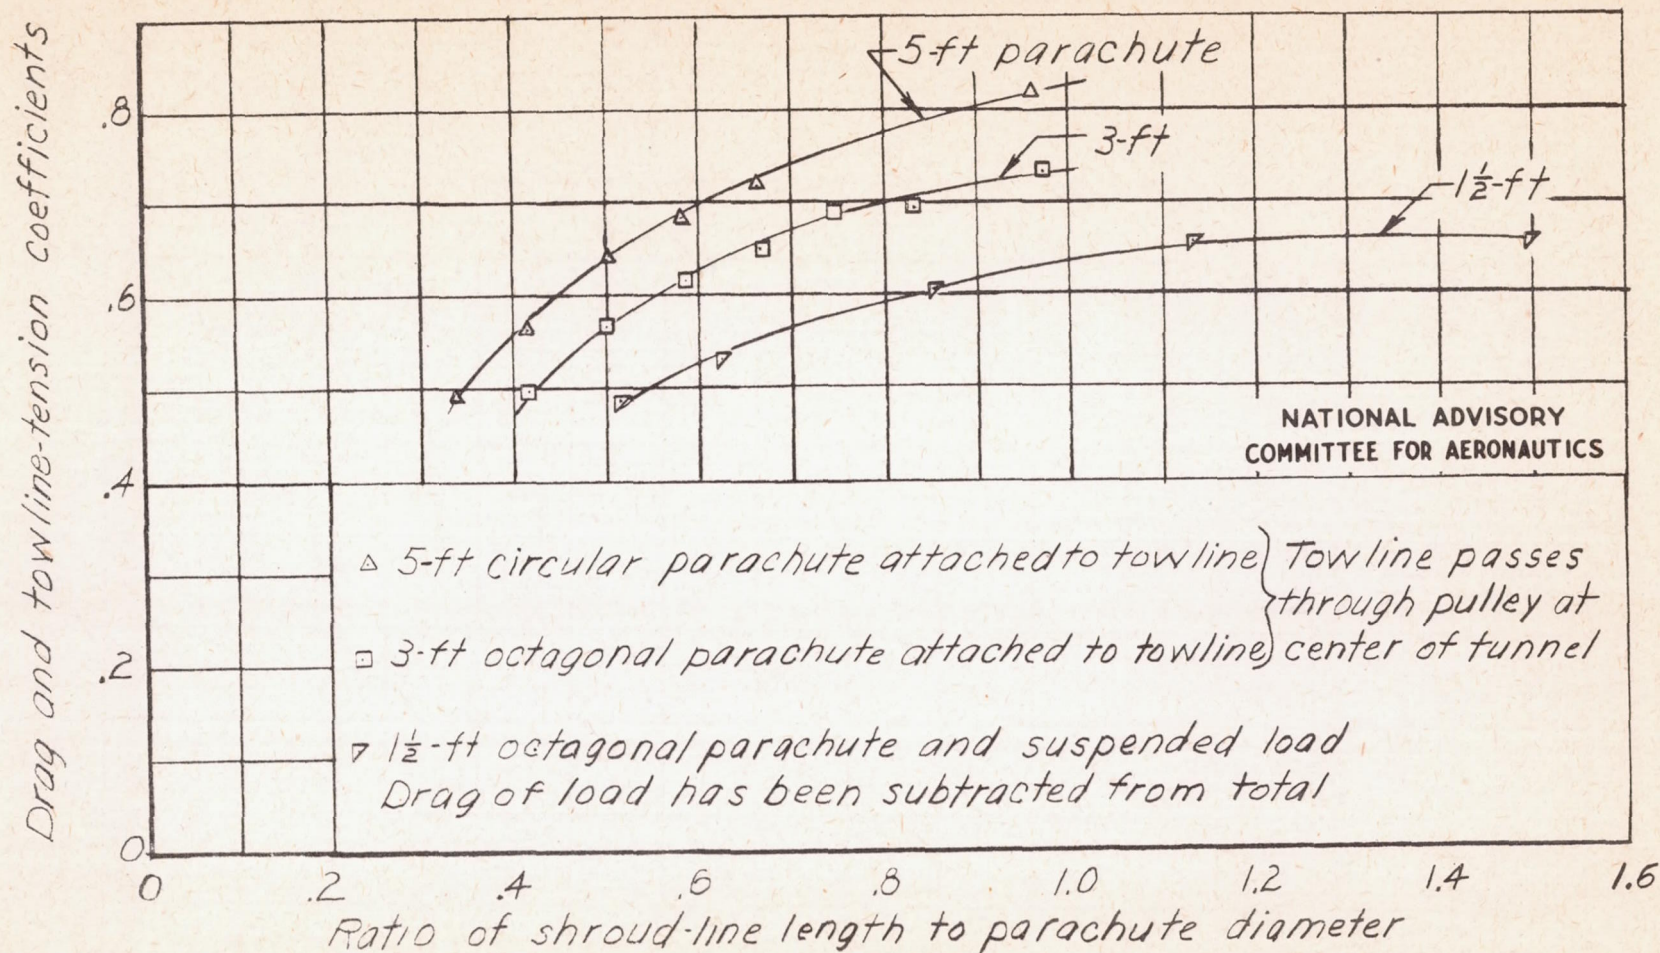 Drag and towline-tension coefficients
.8
.6
.4
.2
0
5-ft parachute
3-ft
1½-ft
NATIONAL ADVISORY
COMMITTEE FOR AERONAUTICS
△ 5-ft circular parachute attached to towline
□ 3-ft octagonal parachute attached to towline
Towline passes
through pulley at
center of tunnel
1½-ft octagonal parachute and suspended load
Drag of load has been subtracted from total
0 .2 .4 .6 .8 1.0 1.2 1.4 1.6
Ratio of shroud-line length to parachute diameter